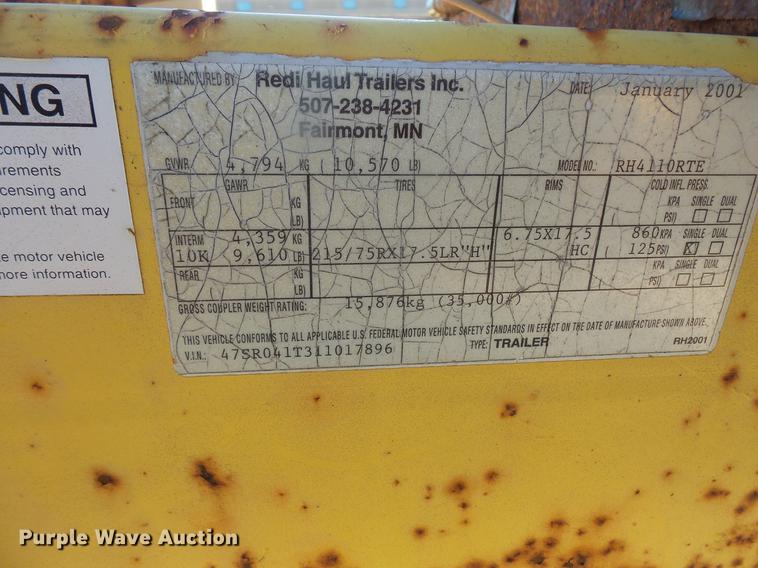 NG
comply with
irements
censing and
ipment that may
te motor vehicle
more information.
MANUFACTURED BY: Redi Haul Trailers Inc. DATE: January 2001
507-238-4231
Fairmont, MN
GVWR 4,794 KG ( 10,570 LB) MODEL NO.: RH4110RTE
GAWR TIRES RIMS COLD INFL. PRESS.
FRONT KG KPA SINGLE DUAL
LB) PSI)
INTERM 4,359 KG 6.75X17.5 860 KPA SINGLE DUAL
10K 9,610 LB) 215/75RX17.5LR"H" HC ( 125 PSI) X
REAR KG KPA SINGLE DUAL
LB) PSI)
GROSS COUPLER WEIGHT RATING: 15,876kg (35,000#)
THIS VEHICLE CONFORMS TO ALL APPLICABLE U.S. FEDERAL MOTOR VEHICLE SAFETY STANDARDS IN EFFECT ON THE DATE OF MANUFACTURE SHOWN ABOVE.
V.I.N.: 47SR041T311017896 TYPE: TRAILER RH2001
Purple Wave Auction